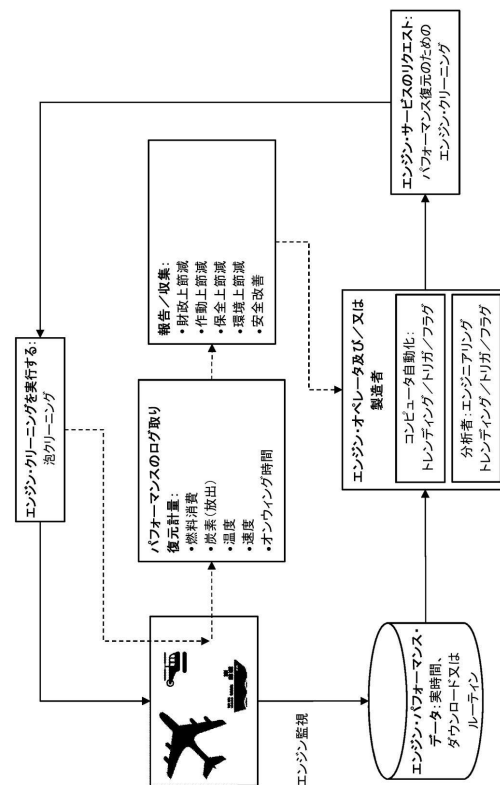 エンジン・クリーニングを実行する:
泡クリーニング
エンジン監視
パフォーマンスのログ取り
復元計量:
•燃料消費
•炭素(放出)
•温度
•速度
•オンウィング時間
報告/収集:
•財政上節減
•作動上節減
•保全上節減
•環境上節減
•安全改善
エンジン・パフォーマンス・
データ:実時間、
ダウンロード又は
ルーティン
エンジン・オペレータ及び/又は
製造者
コンピュータ自動化:
トレンディング/トリガ/フラグ
分析者:エンジニアリング
トレンディング/トリガ/フラグ
エンジン・サービスのリクエスト:
パフォーマンス復元のための
エンジン・クリーニング